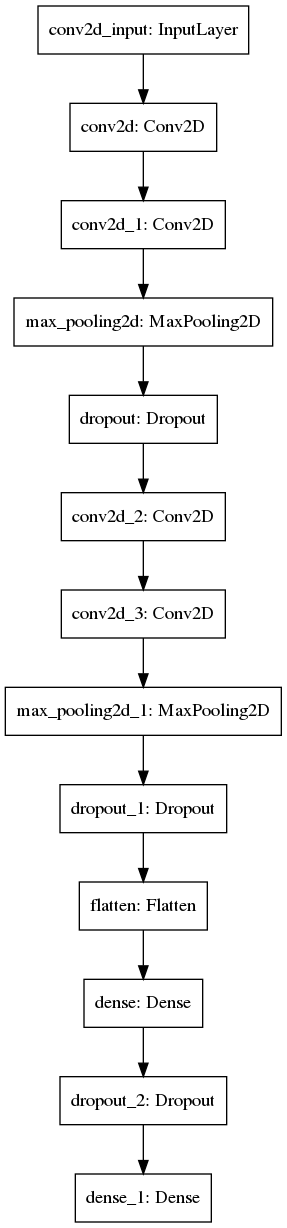 conv2d_input: InputLayer
conv2d: Conv2D
conv2d_1: Conv2D
max_pooling2d: MaxPooling2D
dropout: Dropout
conv2d_2: Conv2D
conv2d_3: Conv2D
max_pooling2d_1: MaxPooling2D
dropout_1: Dropout
flatten: Flatten
dense: Dense
dropout_2: Dropout
dense_1: Dense